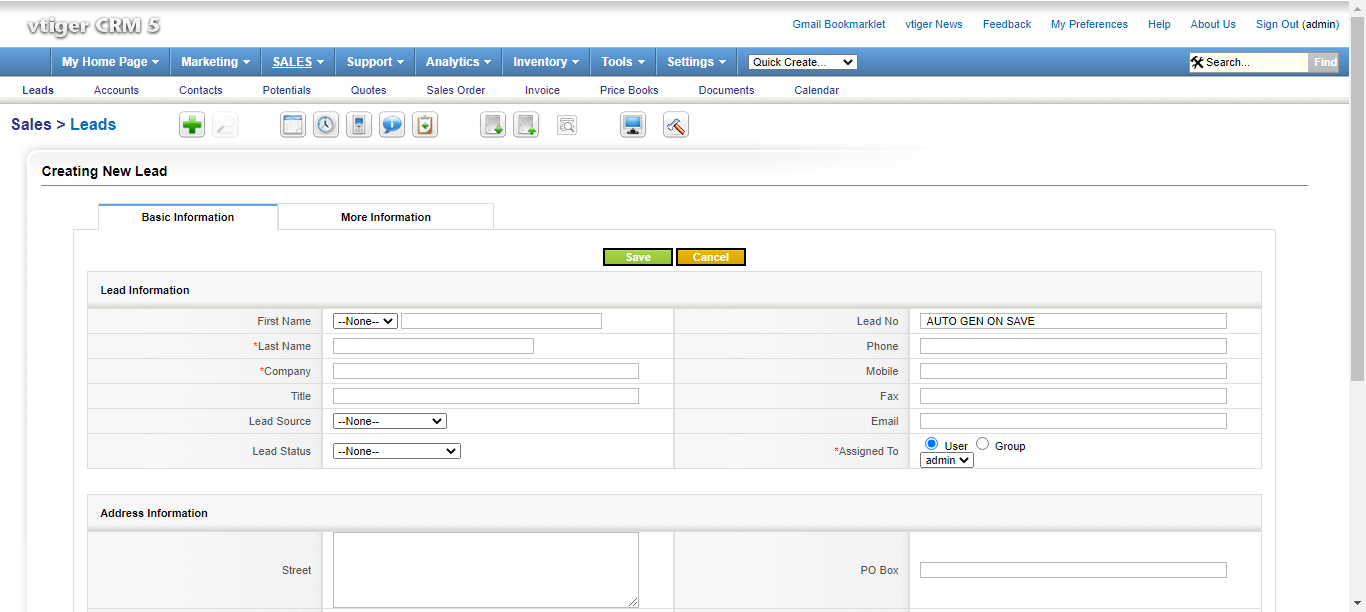 vtiger CRM 5
Gmail Bookmarklet vtiger News Feedback My Preferences Help About Us Sign Out (admin)
My Home Page Marketing SALES Support Analytics Inventory Tools Settings Quick Create... Search... Find
Leads Accounts Contacts Potentials Quotes Sales Order Invoice Price Books Documents Calendar
Sales > Leads
Creating New Lead
Basic Information More Information
Save Cancel
Lead Information
First Name --None-- Lead No AUTO GEN ON SAVE
*Last Name Phone
*Company Mobile
Title Fax
Lead Source --None-- Email
Lead Status --None-- *Assigned To User Group
admin
Address Information
Street PO Box